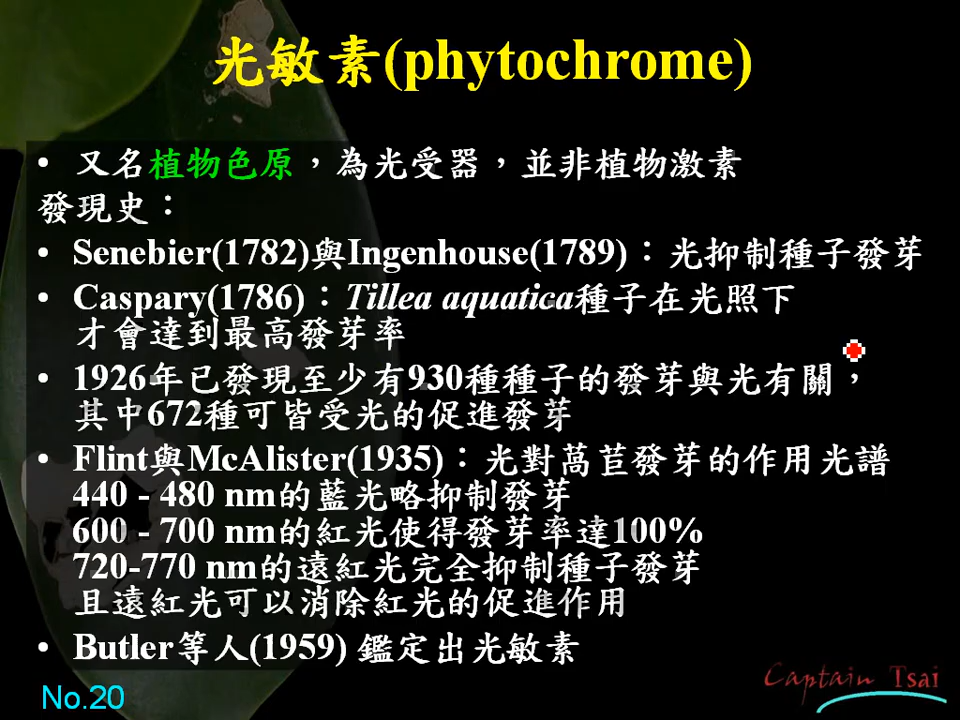 光敏素(phytochrome)
• 又名植物色原，為光受器，並非植物激素
發現史：
• Senebier(1782)與Ingenhouse(1789)：光抑制種子發芽
• Caspary(1786)：Tillea aquatica種子在光照下
才會達到最高發芽率
• 1926年已發現至少有930種種子的發芽與光有關，
其中672種可皆受光的促進發芽
• Flint與McAlister(1935)：光對萵苣發芽的作用光譜
440 - 480 nm的藍光略抑制發芽
600 - 700 nm的紅光使得發芽率達100%
720-770 nm的遠紅光完全抑制種子發芽
且遠紅光可以消除紅光的促進作用
• Butler等人(1959) 鑑定出光敏素
No.20
Captain Tsai